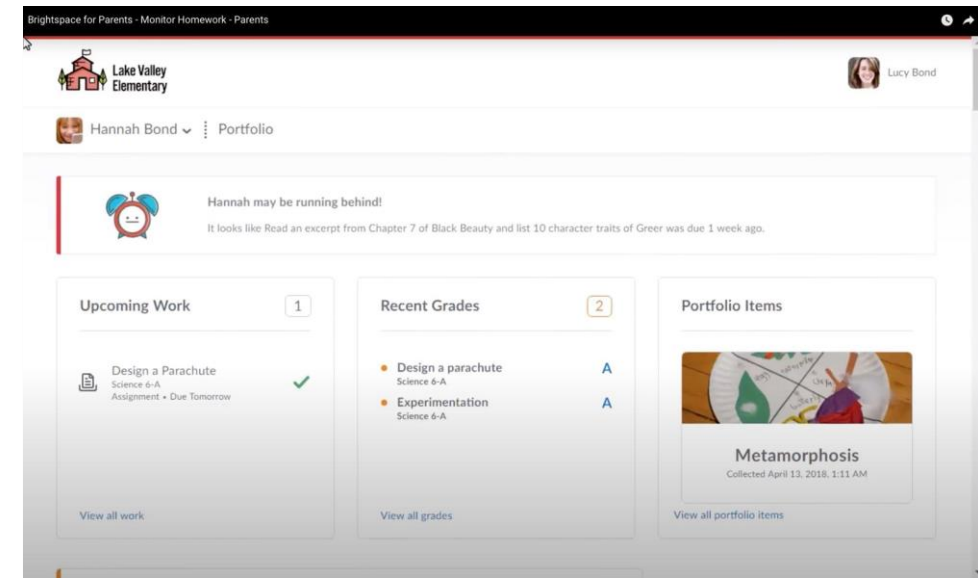 Brightspace for Parents - Monitor Homework - Parents
Lake Valley
Elementary
Lucy Bond
Hannah Bond
Portfolio
Hannah may be running behind!
It looks like Read an excerpt from Chapter 7 of Black Beauty and list 10 character traits of Greer was due 1 week ago.
Upcoming Work
1
Design a Parachute
Science 6-A
Assignment • Due Tomorrow
View all work
Recent Grades
2
Design a parachute
A
Science 6-A
Experimentation
A
Science 6-A
View all grades
Portfolio Items
Metamorphosis
Collected April 13, 2018, 1:11 AM
View all portfolio items